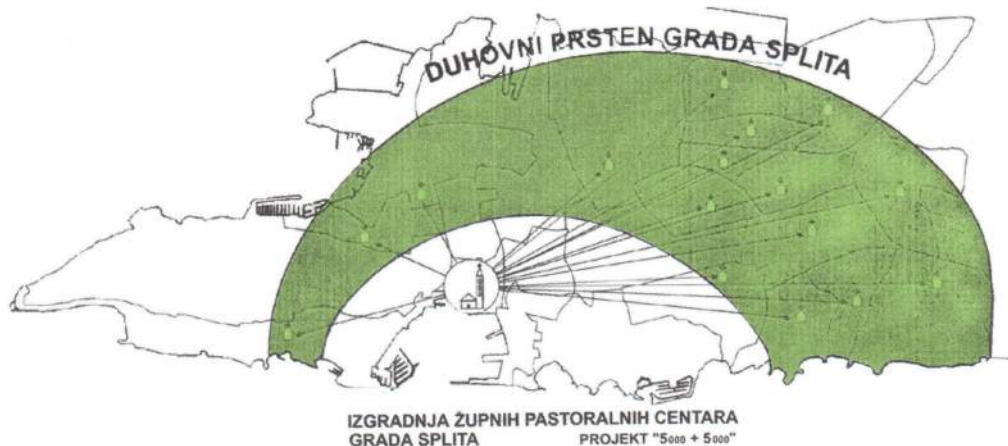 DUHOVNI PRSTEN GRADA SPLITA
IZGRADNJA ŽUPNIH PASTORALNIH CENTARA
GRADA SPLITA PROJEKT "5000 + 5000"